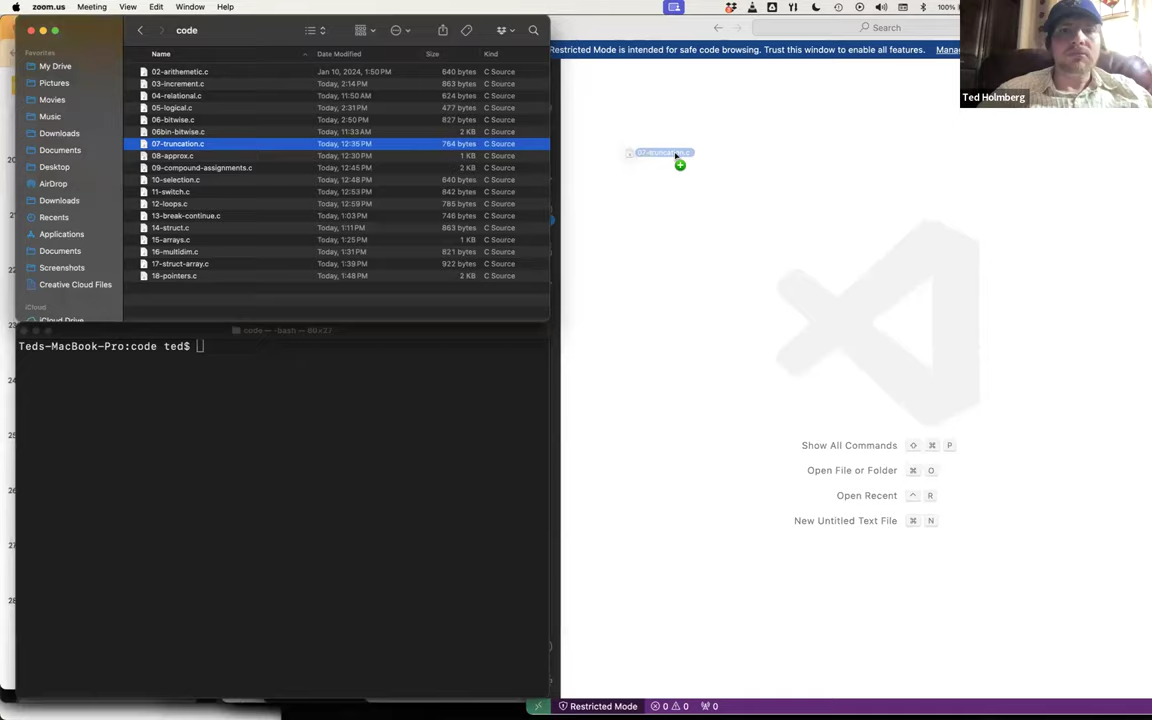 zoom.us Meeting View Edit Window Help
100%
code
Search
Restricted Mode is intended for safe code browsing. Trust this window to enable all features. Mana
Favorites
My Drive
Pictures
Movies
Music
Downloads
Documents
Desktop
AirDrop
Downloads
Recents
Applications
Documents
Screenshots
Creative Cloud Files
iCloud
iCloud Drive
Name Date Modified Size Kind
02-arithemetic.c Jan 10, 2024, 1:50 PM 640 bytes C Source
03-increment.c Today, 2:14 PM 863 bytes C Source
04-relational.c Today, 11:50 AM 624 bytes C Source
05-logical.c Today, 2:31 PM 477 bytes C Source
06-bitwise.c Today, 2:50 PM 827 bytes C Source
06bin-bitwise.c Today, 11:33 AM 2 KB C Source
07-truncation.c Today, 12:35 PM 764 bytes C Source
08-approx.c Today, 12:30 PM 1 KB C Source
09-compound-assignments.c Today, 12:45 PM 2 KB C Source
10-selection.c Today, 12:48 PM 640 bytes C Source
11-switch.c Today, 12:53 PM 842 bytes C Source
12-loops.c Today, 12:59 PM 785 bytes C Source
13-break-continue.c Today, 1:03 PM 746 bytes C Source
14-struct.c Today, 1:11 PM 863 bytes C Source
15-arrays.c Today, 1:25 PM 1 KB C Source
16-multidim.c Today, 1:31 PM 821 bytes C Source
17-struct-array.c Today, 1:39 PM 922 bytes C Source
18-pointers.c Today, 1:48 PM 2 KB C Source
Ted Holmberg
07-truncation.c
code — -bash — 80×27
Teds-MacBook-Pro:code ted$
Show All Commands ⇧ ⌘ P
Open File or Folder ⌘ O
Open Recent ^ R
New Untitled Text File ⌘ N
Restricted Mode 0 0 0